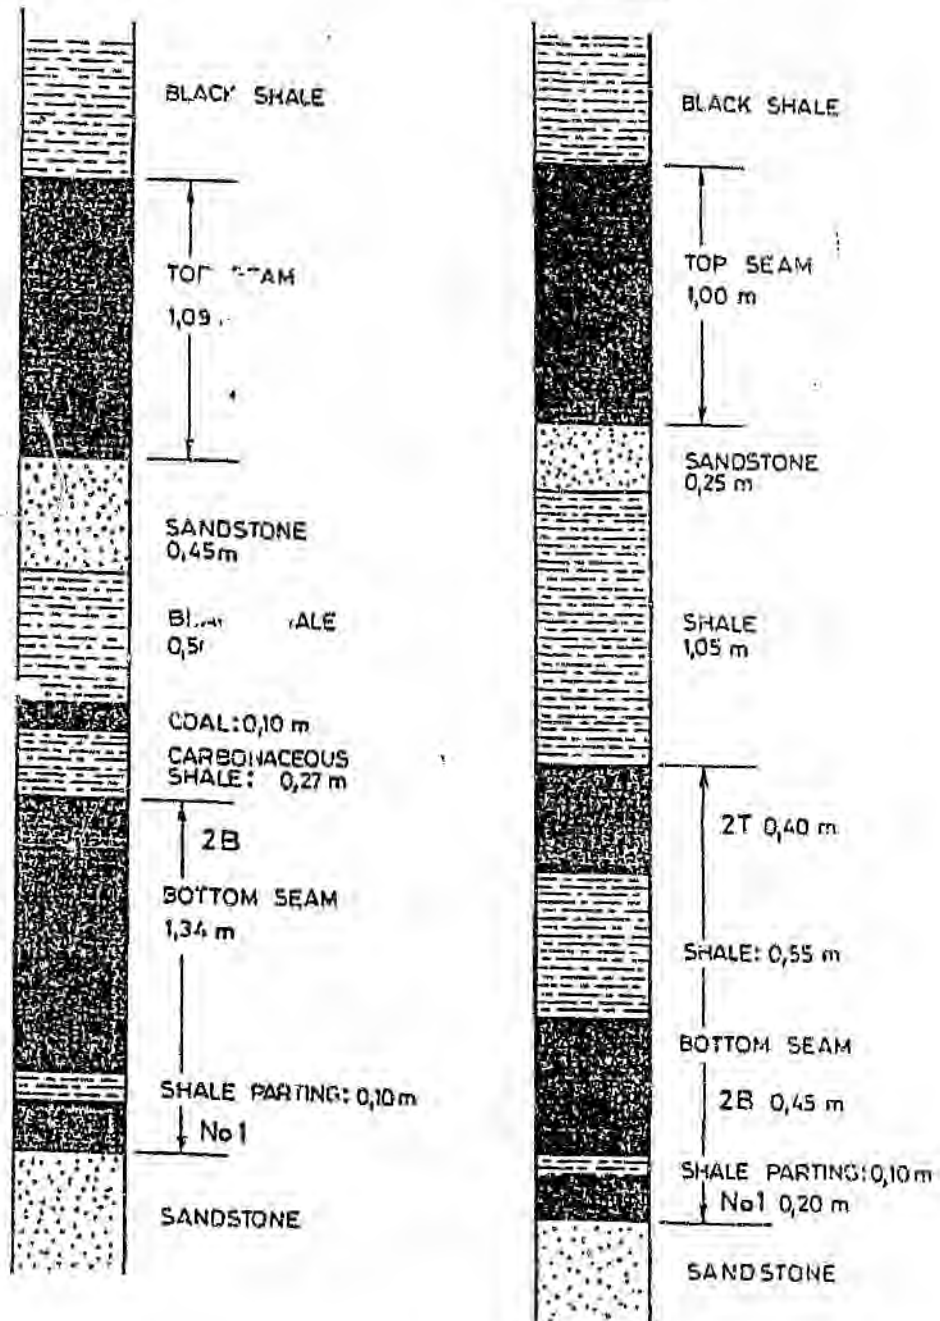 BLACK SHALE
1,09
SANDSTONE
0,45m
COAL: 0,10 m
CARBONACEOUS
SHALE: 0,27 m
2B
BOTTOM SEAM
1,34 m
SHALE PARTING: 0,10m
No 1
SANDSTONE
BLACK SHALE
TOP SEAM
1,00 m
SANDSTONE
0,25 m
SHALE
1,05 m
2T 0,40 m
SHALE: 0,55 m
BOTTOM SEAM
2B 0,45 m
SHALE PARTING: 0,10 m
No 1 0,20 m
SANDSTONE